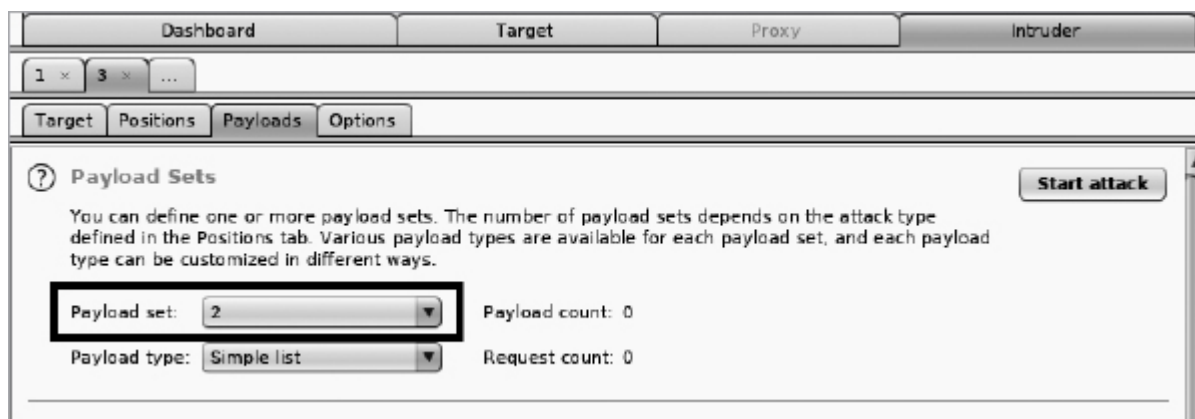 Dashboard Target Proxy Intruder
1 × 3 × ...
Target Positions Payloads Options
? Payload Sets Start attack
You can define one or more payload sets. The number of payload sets depends on the attack type
defined in the Positions tab. Various payload types are available for each payload set, and each payload
type can be customized in different ways.
Payload set: 2 Payload count: 0
Payload type: Simple list Request count: 0